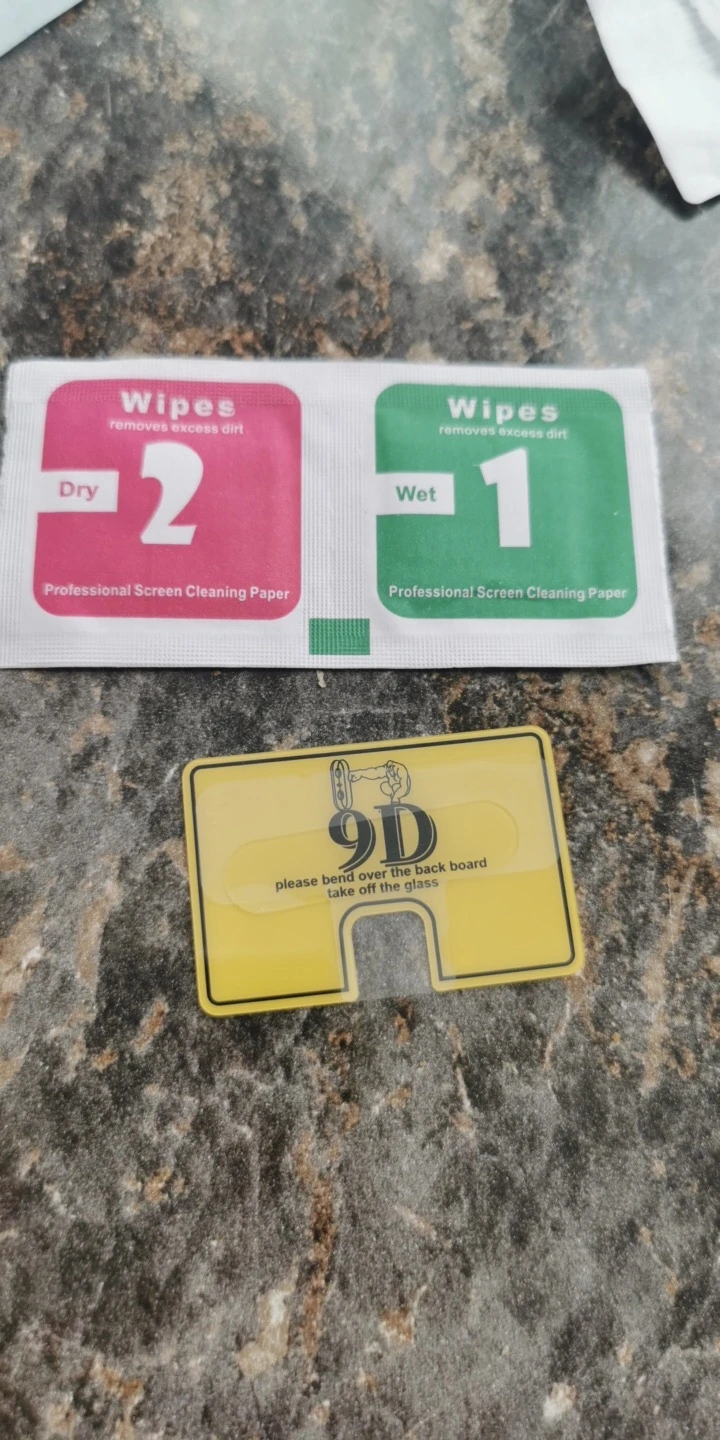 Wipes
removes excess dirt
Dry
2
Professional Screen Cleaning Paper
Wipes
removes excess dirt
Wet
1
Professional Screen Cleaning Paper
9D
please bend over the back board
take off the glass